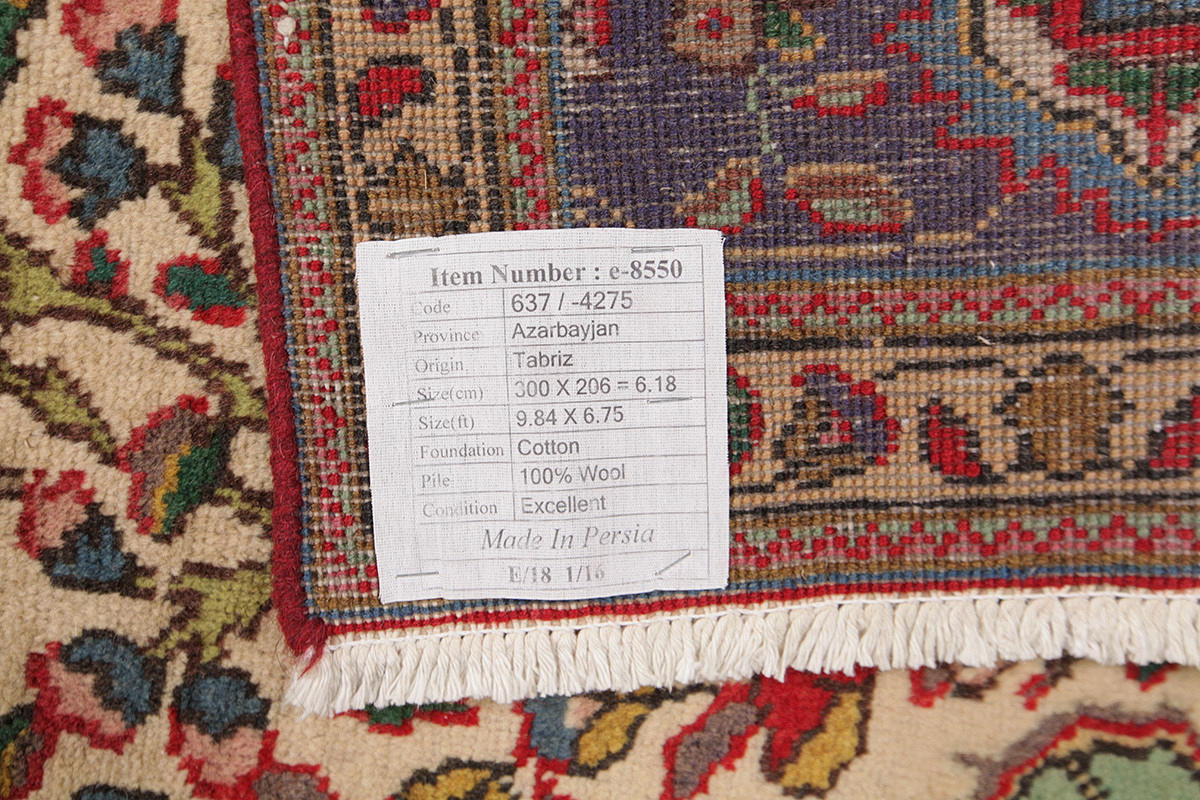 Item Number : e-8550
Code 637 / -4275
Province Azarbayjan
Origin Tabriz
Size(cm) 300 X 206 = 6.18
Size(ft) 9.84 X 6.75
Foundation Cotton
Pile 100% Wool
Condition Excellent
Made In Persia
E/18 1/16